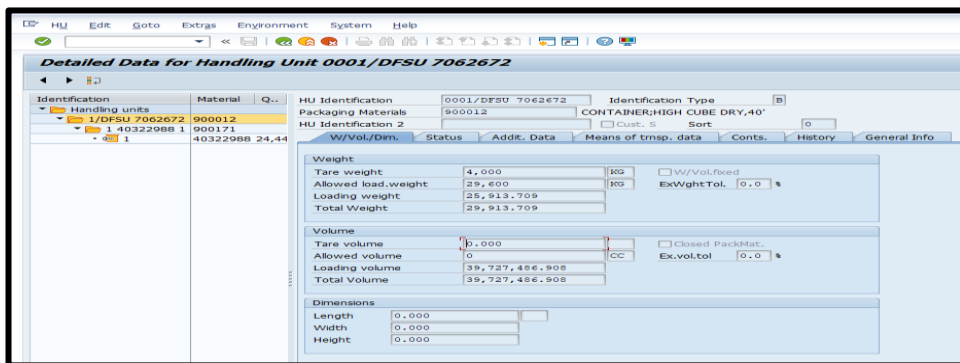 HU Edit Goto Extras Environment System Help
Detailed Data for Handling Unit 0001/DFSU 7062672
Identification Material Q..
Handling units
1/DFSU 7062672 900012
1 40322988 1 900171
1 40322988 24,44
HU Identification 0001/DFSU 7062672 Identification Type B
Packaging Materials 900012 CONTAINER;HIGH CUBE DRY,40'
HU Identification 2 Cust. S Sort 0
W/Vol./Dim. Status Addit. Data Means of trnsp. data Conts. History General Info
Weight
Tare weight 4,000 KG W/Vol.fixed
Allowed load.weight 29,600 KG ExWghtTol. 0.0 %
Loading weight 25,913.709
Total Weight 29,913.709
Volume
Tare volume 0.000 Closed PackMat.
Allowed volume 0 CC Ex.vol.tol 0.0 %
Loading volume 39,727,486.908
Total Volume 39,727,486.908
Dimensions
Length 0.000
Width 0.000
Height 0.000